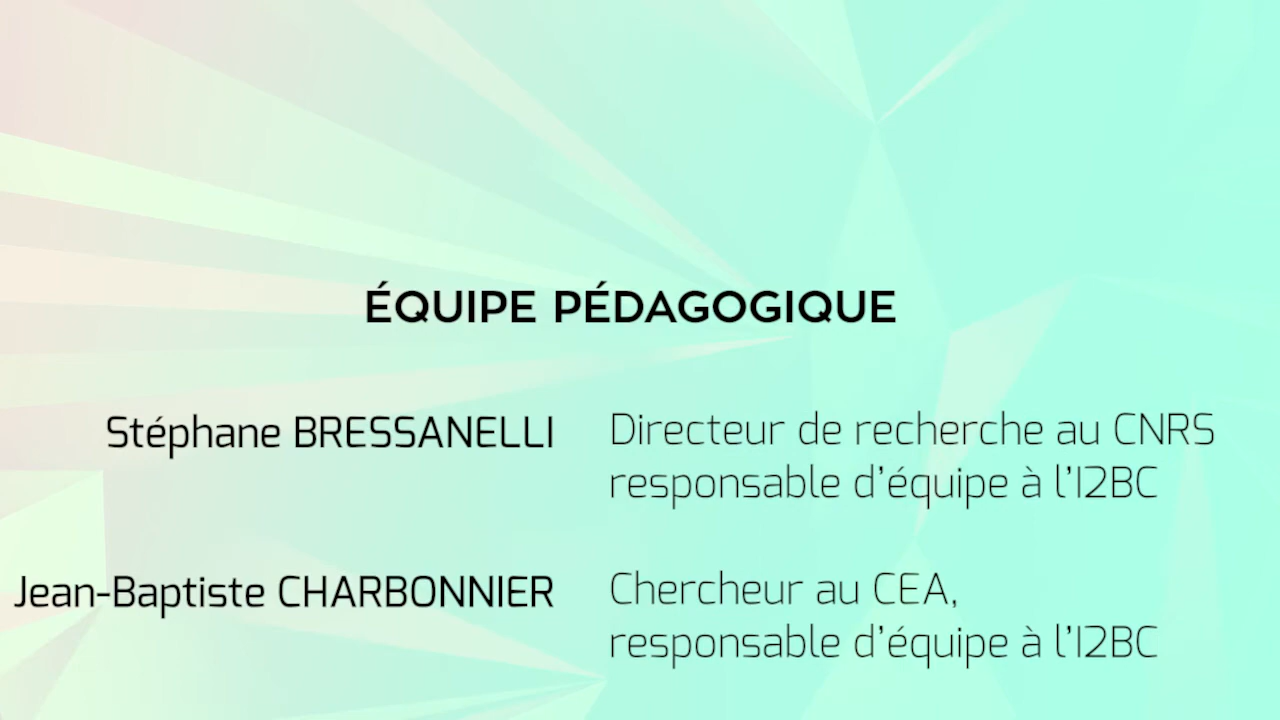 ÉQUIPE PÉDAGOGIQUE
Stéphane BRESSANELLI
Directeur de recherche au CNRS
responsable d’équipe à l’I2BC
Jean-Baptiste CHARBONNIER
Chercheur au CEA,
responsable d’équipe à l’I2BC